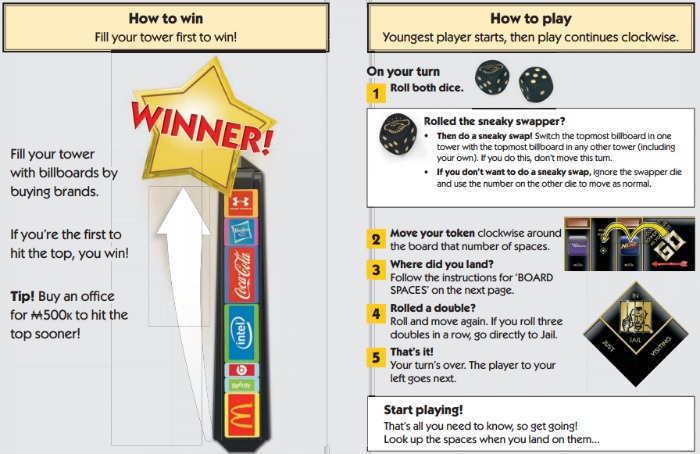 How to win
Fill your tower first to win!
WINNER!
Fill your tower
with billboards by
buying brands.
If you're the first to
hit the top, you win!
Tip! Buy an office
for ₩500K to hit the
top sooner!
Hasbro
Coca-Cola
intel
How to play
Youngest player starts, then play continues clockwise.
On your turn
1 Roll both dice.
Rolled the sneaky swapper?
• Then do a sneaky swap! Switch the topmost billboard in one
tower with the topmost billboard in any other tower (including
your own). If you do this, don't move this turn.
• If you don't want to do a sneaky swap, ignore the swapper die
and use the number on the other die to move as normal.
2 Move your token clockwise around
the board that number of spaces.
NERF
GO
3 Where did you land?
Follow the instructions for 'BOARD
SPACES' on the next page.
4 Rolled a double?
Roll and move again. If you roll three
doubles in a row, go directly to Jail.
IN
JAIL
JUST
VISITING
5 That's it!
Your turn's over. The player to your
left goes next.
Start playing!
That's all you need to know, so get going!
Look up the spaces when you land on them...